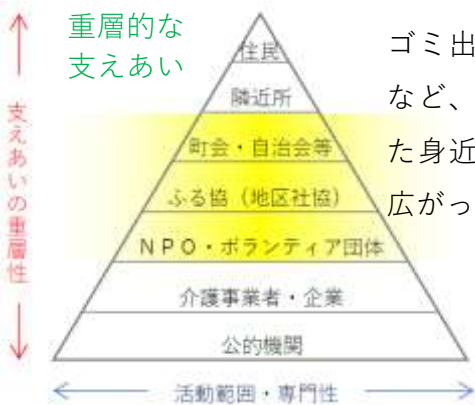 重層的な
支えあい
住民
隣近所
町会・自治会等
ふる協（地区社協）
ＮＰＯ・ボランティア団体
介護事業者・企業
公的機関
支えあいの重層性
活動範囲・専門性
ゴミ出
など、
た身近
広がっ